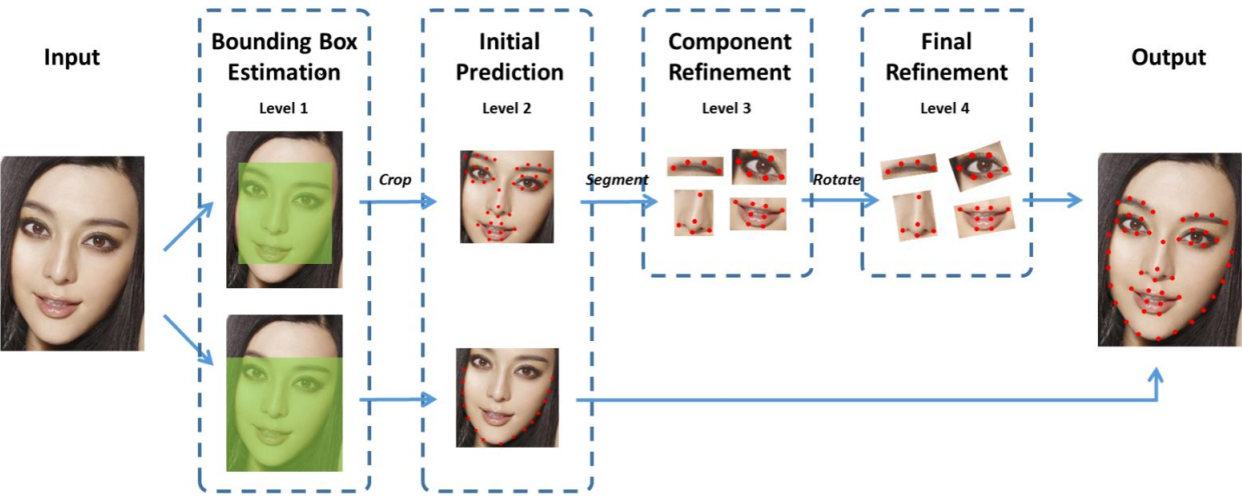 Input
Bounding Box
Estimation
Level 1
Crop
Initial
Prediction
Level 2
Segment
Component
Refinement
Level 3
Rotate
Final
Refinement
Level 4
Output